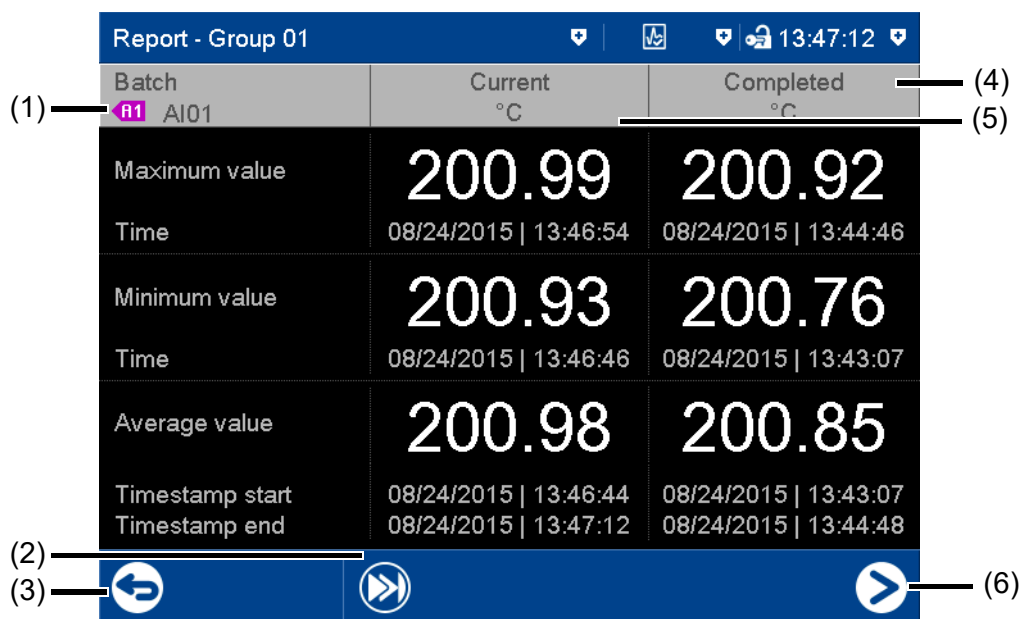 Report - Group 01 13:47:12
Batch Current Completed (4)
(1) A1 AI01 °C °C (5)
Maximum value 200.99 200.92
Time 08/24/2015 | 13:46:54 08/24/2015 | 13:44:46
Minimum value 200.93 200.76
Time 08/24/2015 | 13:46:46 08/24/2015 | 13:43:07
Average value 200.98 200.85
Timestamp start 08/24/2015 | 13:46:44 08/24/2015 | 13:43:07
Timestamp end 08/24/2015 | 13:47:12 08/24/2015 | 13:44:48
(2)
(3) (6)